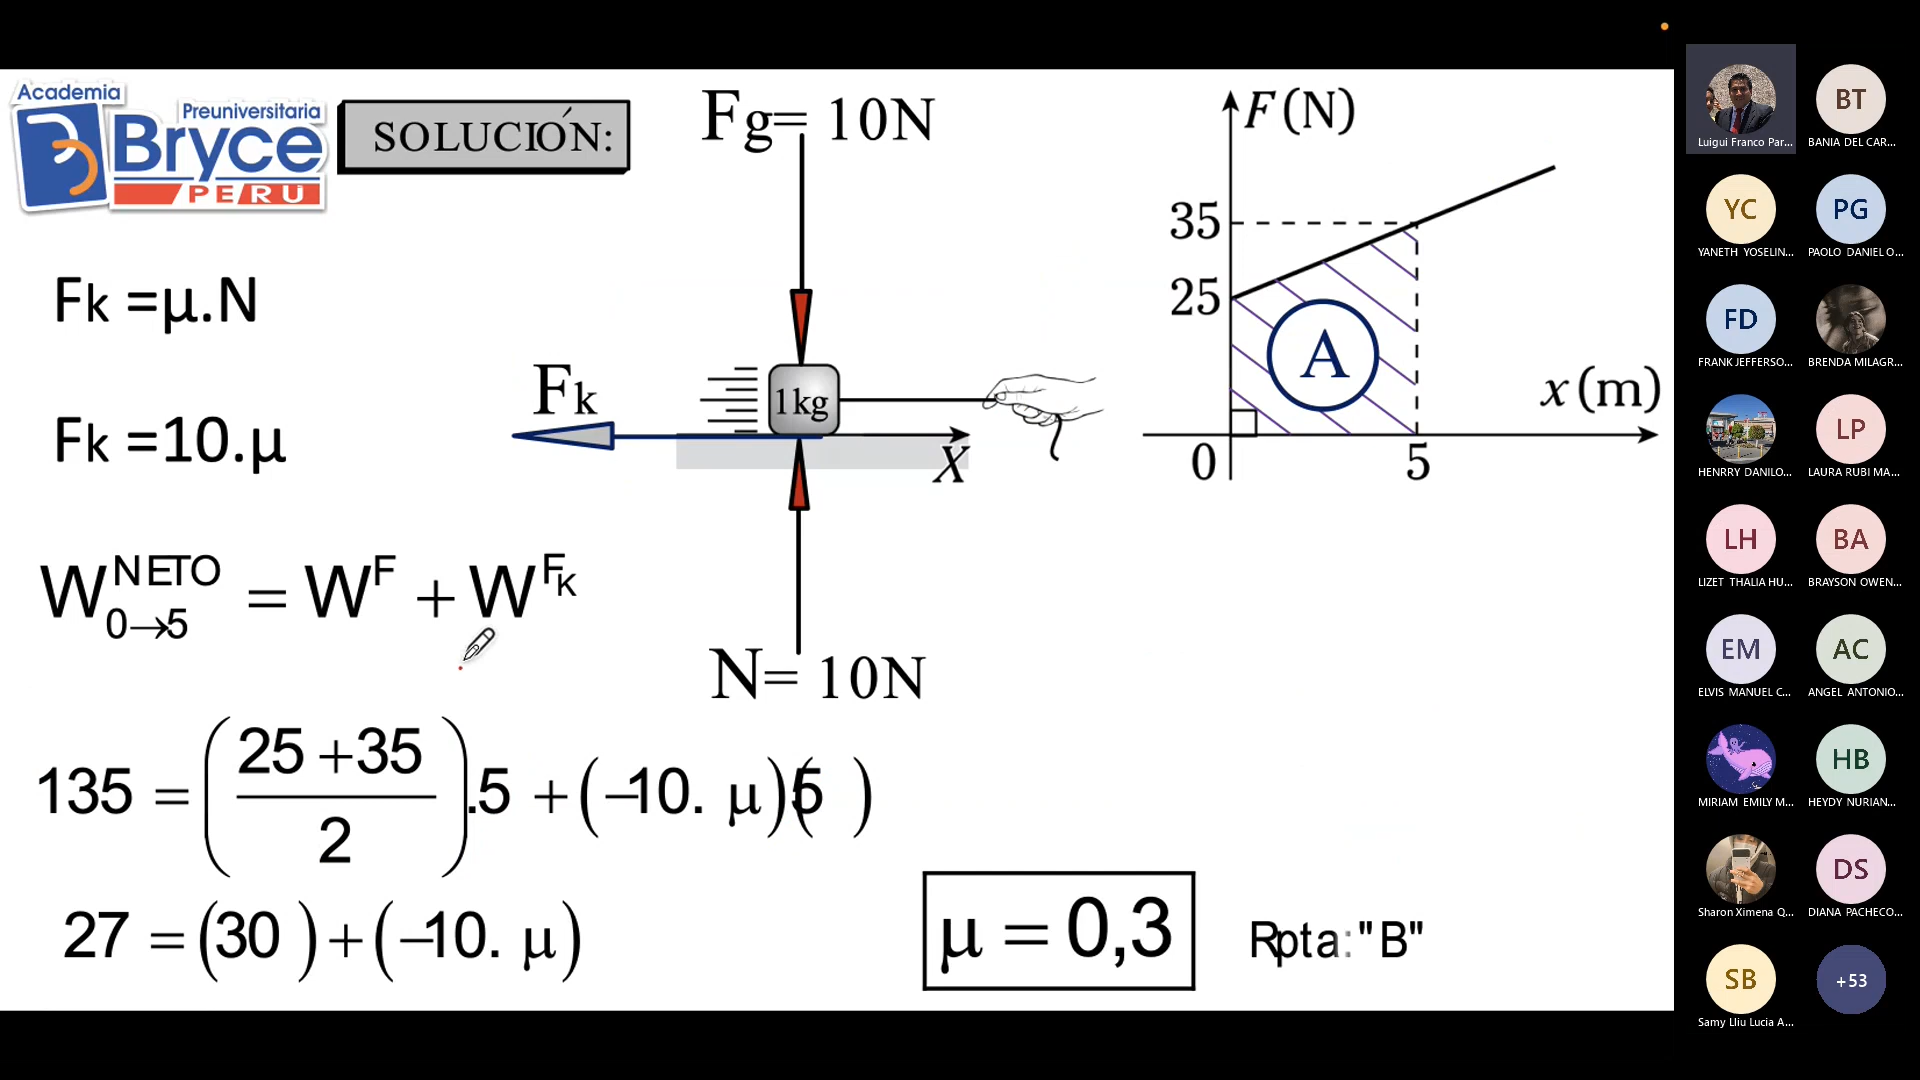 Academia
Preuniversitaria
Bryce
PERÚ
SOLUCIÓN:
Fg= 10N
Fk =μ.N
Fk =10.μ
Fk
1kg
X
N= 10N
F(N)
35
25
A
x(m)
0
5
W NETO 0→5 = W F + W FK
135 = (25 +35 / 2).5 +(−10. μ)(5 )
27 =(30 )+(−10. μ)
μ = 0,3
Rpta:"B"
Luigui Franco Par...
BT
BANIA DEL CAR...
YC
YANETH YOSELIN...
PG
PAOLO DANIEL O...
FD
FRANK JEFFERSO...
BRENDA MILAGR...
HENRRY DANILO...
LP
LAURA RUBI MA...
LH
LIZET THALIA HU...
BA
BRAYSON OWEN...
EM
ELVIS MANUEL C...
AC
ANGEL ANTONIO...
MIRIAM EMILY M...
HB
HEYDY NURIAN...
Sharon Ximena Q...
DS
DIANA PACHECO...
SB
Samy Lliu Lucia A...
+53